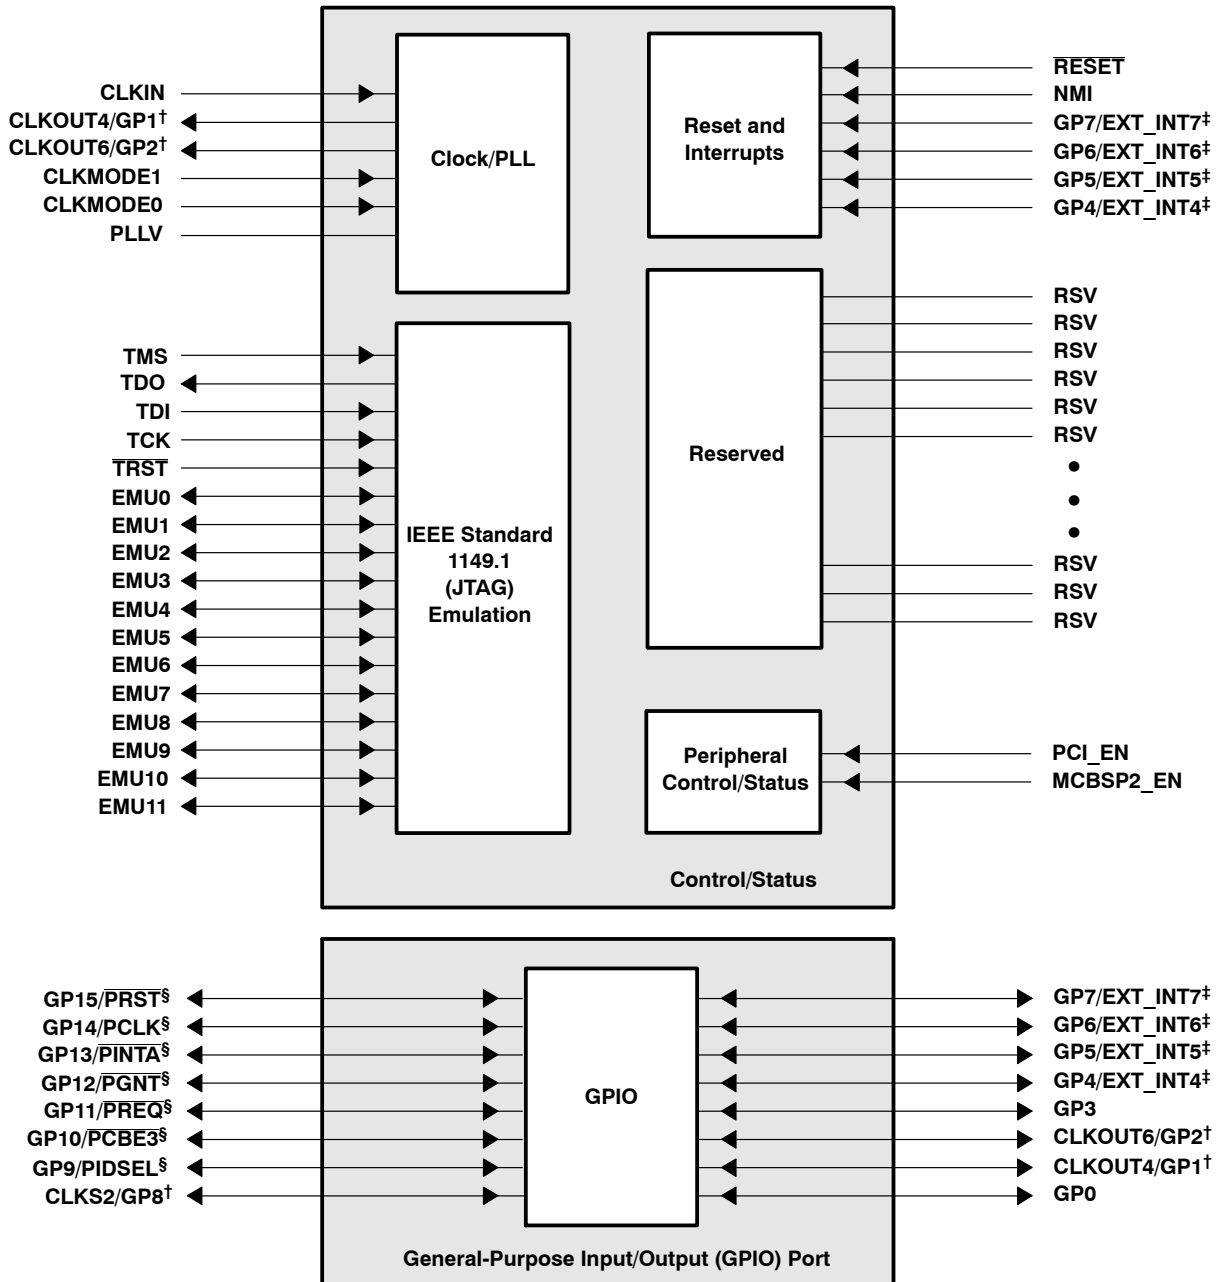 CLKIN
CLKOUT4/GP1†
CLKOUT6/GP2†
CLKMODE1
CLKMODE0
PLLV
Clock/PLL
Reset and
Interrupts
RESET
NMI
GP7/EXT_INT7‡
GP6/EXT_INT6‡
GP5/EXT_INT5‡
GP4/EXT_INT4‡
TMS
TDO
TDI
TCK
TRST
EMU0
EMU1
EMU2
EMU3
EMU4
EMU5
EMU6
EMU7
EMU8
EMU9
EMU10
EMU11
IEEE Standard
1149.1
(JTAG)
Emulation
Reserved
RSV
RSV
RSV
RSV
RSV
RSV
RSV
RSV
RSV
Peripheral
Control/Status
PCI_EN
MCBSP2_EN
Control/Status
GP15/PRST§
GP14/PCLK§
GP13/PINTA§
GP12/PGNT§
GP11/PREQ§
GP10/PCBE3§
GP9/PIDSEL§
CLKS2/GP8†
GPIO
GP7/EXT_INT7‡
GP6/EXT_INT6‡
GP5/EXT_INT5‡
GP4/EXT_INT4‡
GP3
CLKOUT6/GP2†
CLKOUT4/GP1†
GP0
General-Purpose Input/Output (GPIO) Port